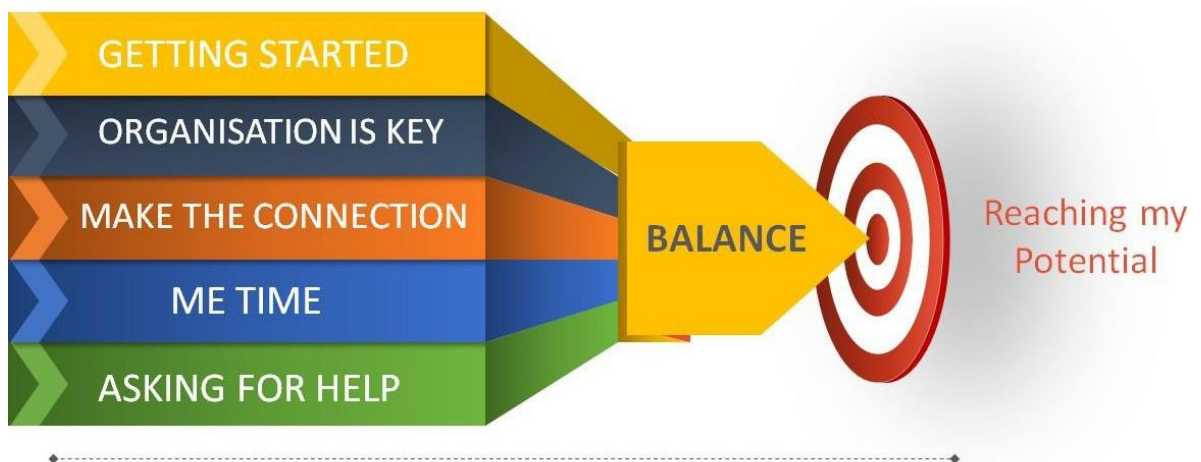 GETTING STARTED
ORGANISATION IS KEY
MAKE THE CONNECTION
ME TIME
ASKING FOR HELP
BALANCE
Reaching my
Potential